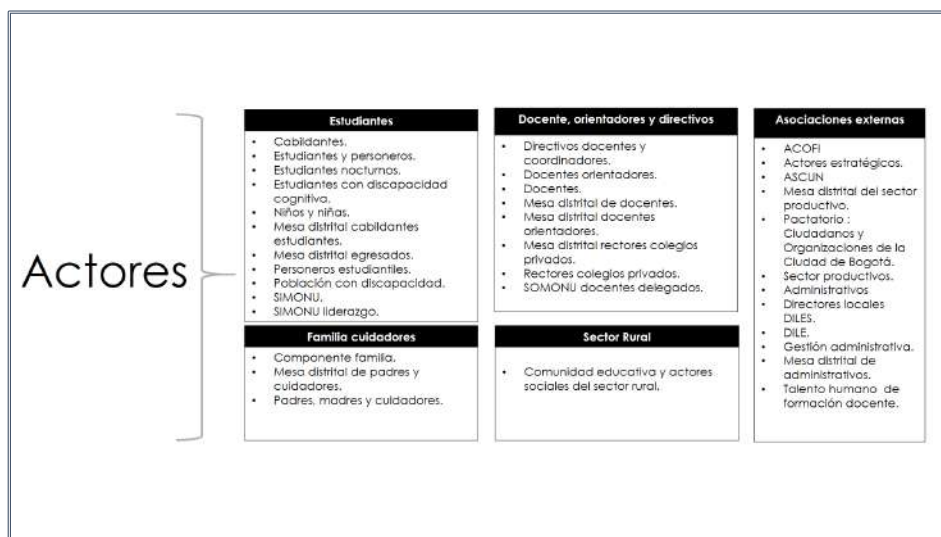 Actores
Estudiantes
• Cabildantes.
• Estudiantes y personeros.
• Estudiantes nocturnos.
• Estudiantes con discapacidad
cognitiva.
• Niños y niñas.
• Mesa distrital cabildantes
estudiantes.
• Mesa distrital egresados.
• Personeros estudiantiles.
• Población con discapacidad.
• SIMONU.
• SIMONU liderazgo.
Docente, orientadores y directivos
• Directivos docentes y
coordinadores.
• Docentes orientadores.
• Docentes.
• Mesa distrital de docentes.
• Mesa distrital docentes
orientadores.
• Mesa distrital rectores colegios
privados.
• Rectores colegios privados.
• SOMONU docentes delegados.
Asociaciones externas
• ACOFI
• Actores estratégicos.
• ASCUN
• Mesa distrital del sector
productivo.
• Pactatorio :
Ciudadanos y
Organizaciones de la
Ciudad de Bogotá.
• Sector productivos.
• Administrativos
• Directores locales
DILES.
• DILE.
• Gestión administrativa.
• Mesa distrital de
administrativos.
• Talento humano de
formación docente.
Familia cuidadores
• Componente familia.
• Mesa distrital de padres y
cuidadores.
• Padres, madres y cuidadores.
Sector Rural
• Comunidad educativa y actores
sociales del sector rural.